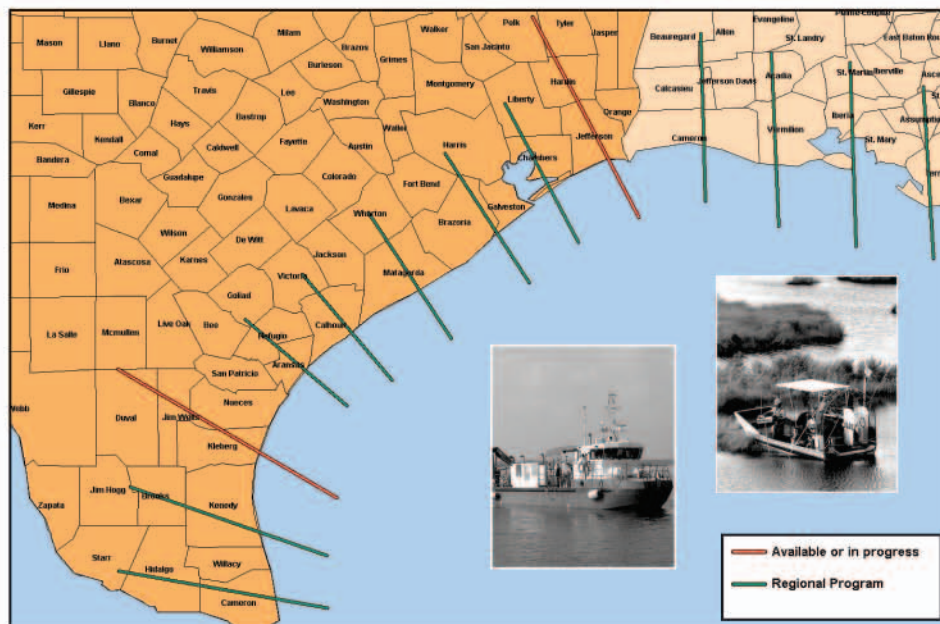 Polk
Tyler
Evangeline
Mason
Llano
Burnet
Milam
Walker
Jasper
Beauregard
Allen
St. Landry
East Baton Rou
Williamson
Brazos
San Jacinto
Grimes
Burleson
Hardin
Gillespie
Travis
Lee
Montgomery
Liberty
Calcasieu
Jefferson Davis
Acadia
St. Martin
Iberville
Blanco
Washington
Orange
Bastrop
Waller
Iberia
Assumption
Kerr
Kendall
Hays
Fayette
Austin
Harris
Jefferson
Cameron
Vermilion
St. Mary
Bandera
Comal
Caldwell
Chambers
Guadalupe
Colorado
Fort Bend
Medina
Bexar
Gonzales
Lavaca
Wharton
Galveston
Brazoria
Wilson
De Witt
Jackson
Frio
Atascosa
Karnes
Victoria
Matagorda
Goliad
La Salle
Mcmullen
Live Oak
Bee
Refugio
Calhoun
Aransas
San Patricio
Duval
Jim Wells
Nueces
Kleberg
Jim Hogg
Brooks
Zapata
Kenedy
Starr
Hidalgo
Willacy
Cameron
Available or in progress
Regional Program